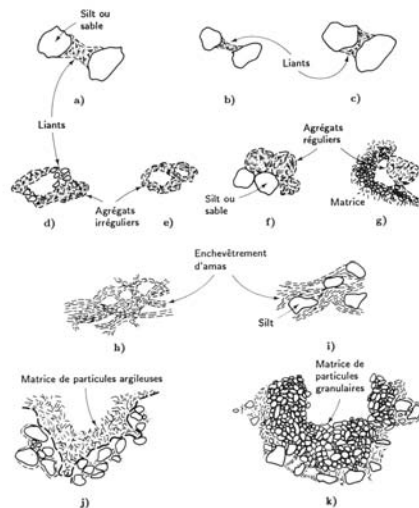 Silt ou
sable
a)
b)
Liants
c)
Liants
d)
Agrégats
irréguliers
e)
Silt ou
sable
f)
Agrégats
réguliers
Matrice
g)
Enchevêtrement
d'amas
h)
Silt
i)
Matrice de particules argileuses
j)
Matrice de
particules
granulaires
k)